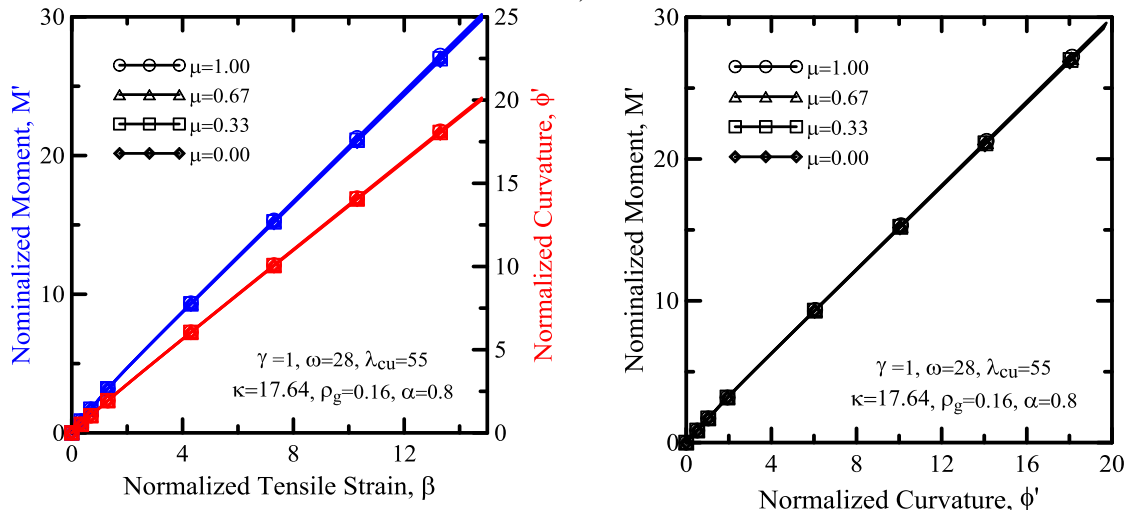 Nominalized Moment, M'
30
20
10
0
μ=1.00
μ=0.67
μ=0.33
μ=0.00
γ =1, ω=28, λcu=55
κ=17.64, ρg=0.16, α=0.8
25
20
15
10
5
0
Normalized Curvature, ϕ'
0 4 8 12
Normalized Tensile Strain, β
Nominalized Moment, M'
30
20
10
0
μ=1.00
μ=0.67
μ=0.33
μ=0.00
γ =1, ω=28, λcu=55
κ=17.64, ρg=0.16, α=0.8
0 4 8 12 16 20
Normalized Curvature, ϕ'